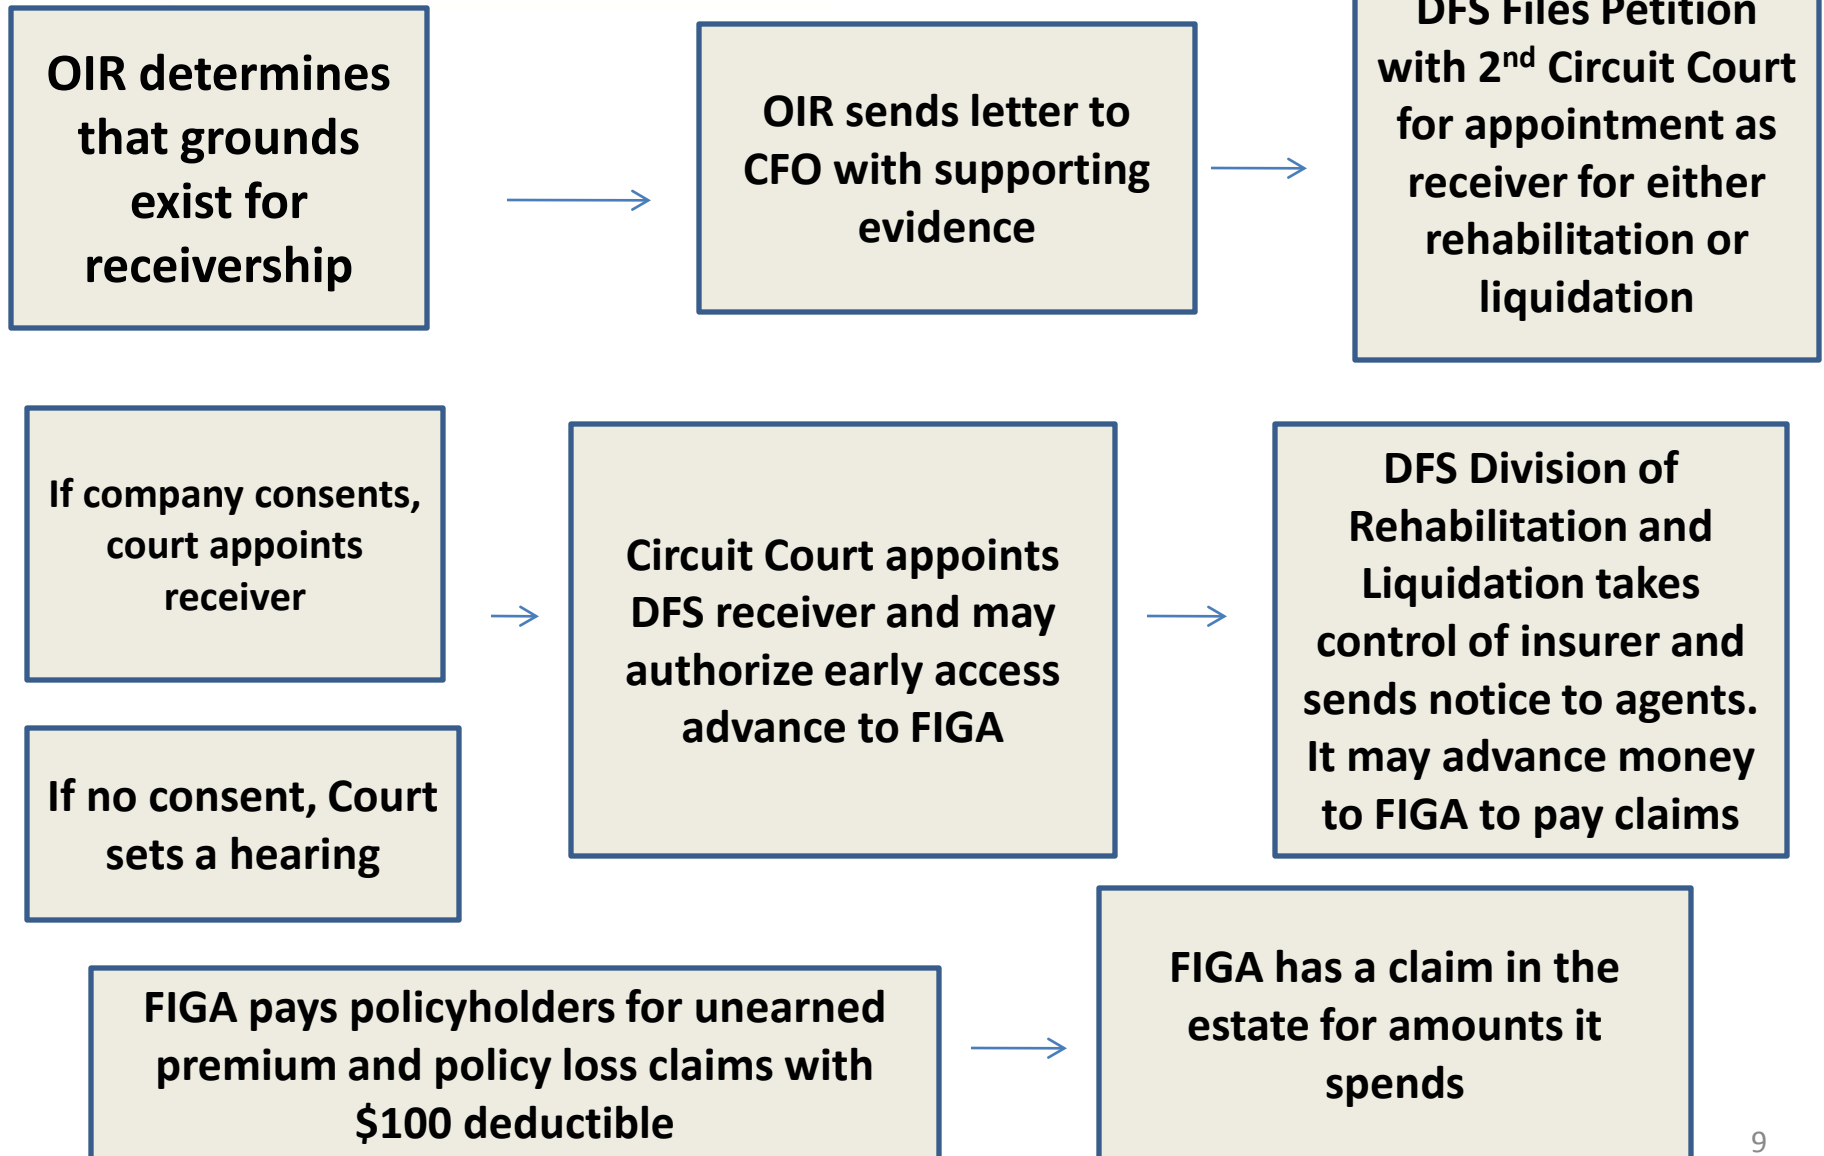 OIR determines
that grounds
exist for
receivership
OIR sends letter to
CFO with supporting
evidence
DFS Files Petition
with 2nd Circuit Court
for appointment as
receiver for either
rehabilitation or
liquidation
If company consents,
court appoints
receiver
If no consent, Court
sets a hearing
Circuit Court appoints
DFS receiver and may
authorize early access
advance to FIGA
DFS Division of
Rehabilitation and
Liquidation takes
control of insurer and
sends notice to agents.
It may advance money
to FIGA to pay claims
FIGA pays policyholders for unearned
premium and policy loss claims with
$100 deductible
FIGA has a claim in the
estate for amounts it
spends
9